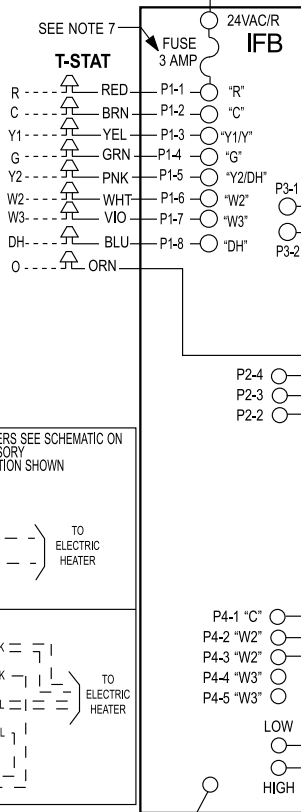 24VAC/R
SEE NOTE 7
IFB
FUSE
3 AMP
T-STAT
R RED P1-1 "R"
C BRN P1-2 "C"
Y1 YEL P1-3 "Y1/Y"
G GRN P1-4 "G"
Y2 PNK P1-5 "Y2/DH"
P3-1
W2 WHT P1-6 "W2"
W3 VIO P1-7 "W3"
DH BLU P1-8 "DH"
P3-2
O ORN
P2-4
P2-3
P2-2
ERS SEE SCHEMATIC ON
SORY
TION SHOWN
TO
ELECTRIC
HEATER
K
K
L
L
TO
ELECTRIC
HEATER
P4-1 "C"
P4-2 "W2"
P4-3 "W2"
P4-4 "W3"
P4-5 "W3"
LOW
HIGH